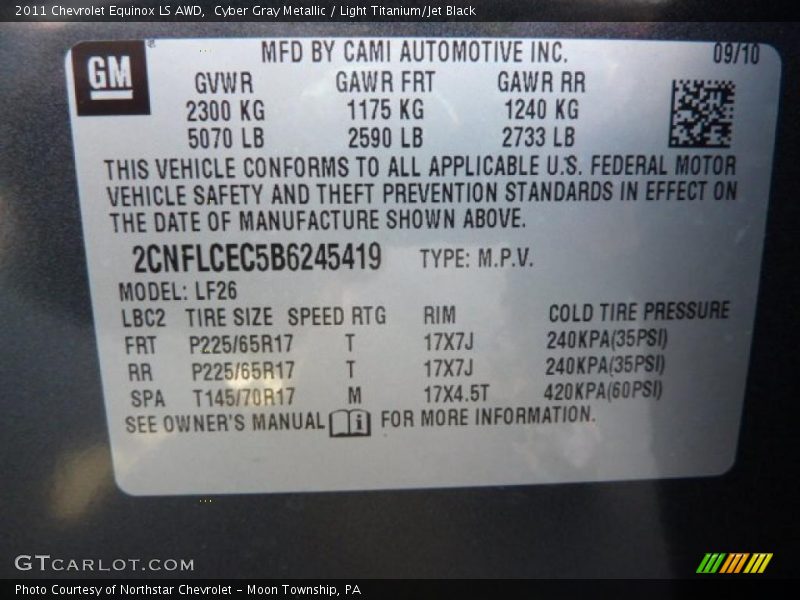 2011 Chevrolet Equinox LS AWD,  Cyber Gray Metallic / Light Titanium/Jet Black
GM ®
MFD BY CAMI AUTOMOTIVE INC. 09/10
GVWR GAWR FRT GAWR RR
2300 KG 1175 KG 1240 KG
5070 LB 2590 LB 2733 LB
THIS VEHICLE CONFORMS TO ALL APPLICABLE U.S. FEDERAL MOTOR
VEHICLE SAFETY AND THEFT PREVENTION STANDARDS IN EFFECT ON
THE DATE OF MANUFACTURE SHOWN ABOVE.
2CNFLCEC5B6245419 TYPE: M.P.V.
MODEL: LF26
LBC2 TIRE SIZE SPEED RTG RIM COLD TIRE PRESSURE
FRT P225/65R17 T 17X7J 240KPA(35PSI)
RR P225/65R17 T 17X7J 240KPA(35PSI)
SPA T145/70R17 M 17X4.5T 420KPA(60PSI)
SEE OWNER'S MANUAL i FOR MORE INFORMATION.
GTCARLOT.COM
Photo Courtesy of Northstar Chevrolet - Moon Township, PA